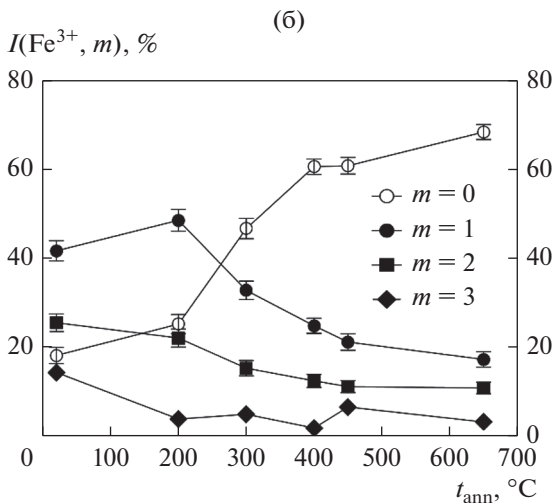 (б)
I(Fe³⁺, m), %
80 80
60 60
m = 0
m = 1
40 40
m = 2
m = 3
20 20
0 100 200 300 400 500 600 700 0
t_ann, °C